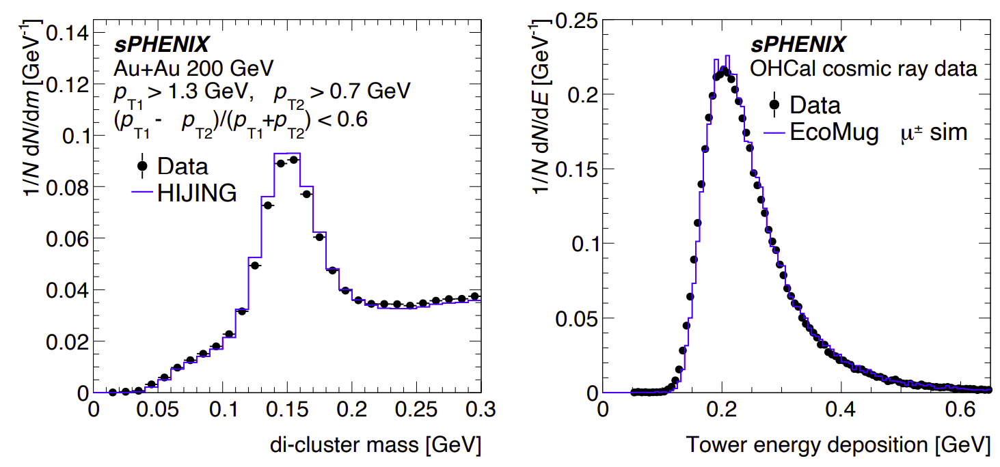 1/N dN/dm [GeV⁻¹]
0.14
0.12
0.1
0.08
0.06
0.04
0.02
0
sPHENIX
Au+Au 200 GeV
p_T1 > 1.3 GeV, p_T2 > 0.7 GeV
(p_T1 - p_T2)/(p_T1+p_T2) < 0.6
Data
HIJING
0 0.05 0.1 0.15 0.2 0.25 0.3
di-cluster mass [GeV]
1/N dN/dE [GeV⁻¹]
0.25
0.2
0.15
0.1
0.05
0
sPHENIX
OHCal cosmic ray data
Data
EcoMug μ± sim
0 0.2 0.4 0.6
Tower energy deposition [GeV]